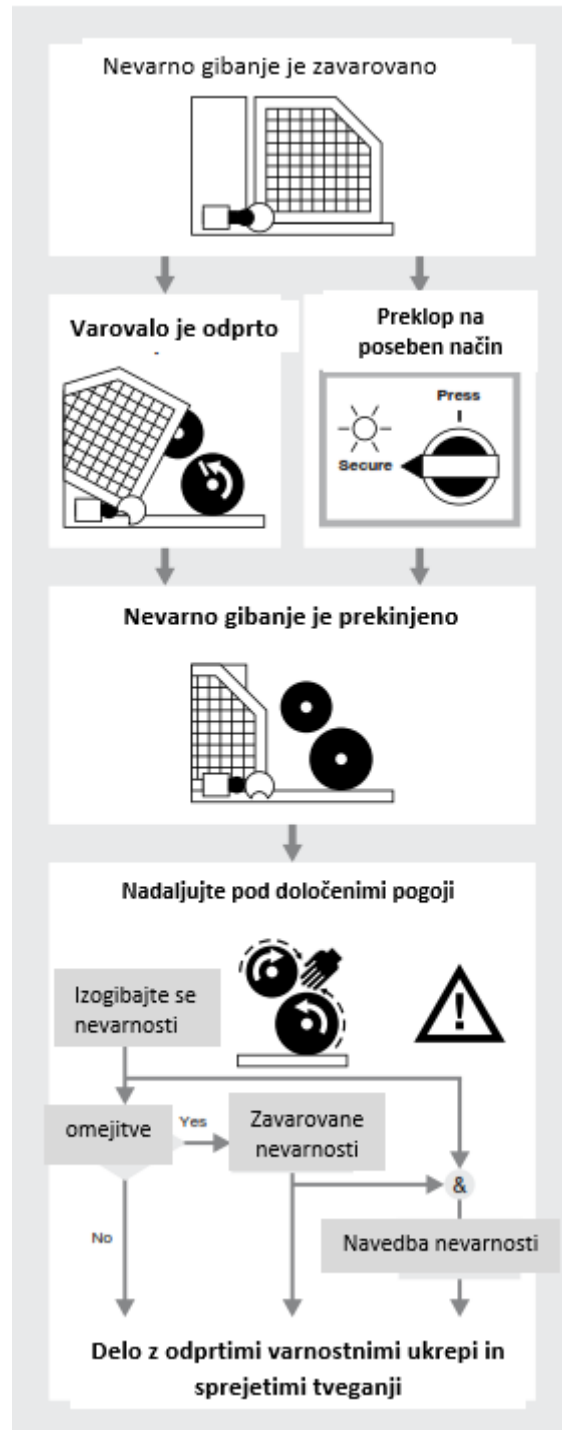 Nevarno gibanje je zavarovano
Varovalo je odprto
Preklop na
poseben način
Press
Secure
Nevarno gibanje je prekinjeno
Nadaljujte pod določenimi pogoji
Izogibajte se
nevarnosti
omejitve
Yes
Zavarovane
nevarnosti
&
No
Navedba nevarnosti
Delo z odprtimi varnostnimi ukrepi in
sprejetimi tveganji